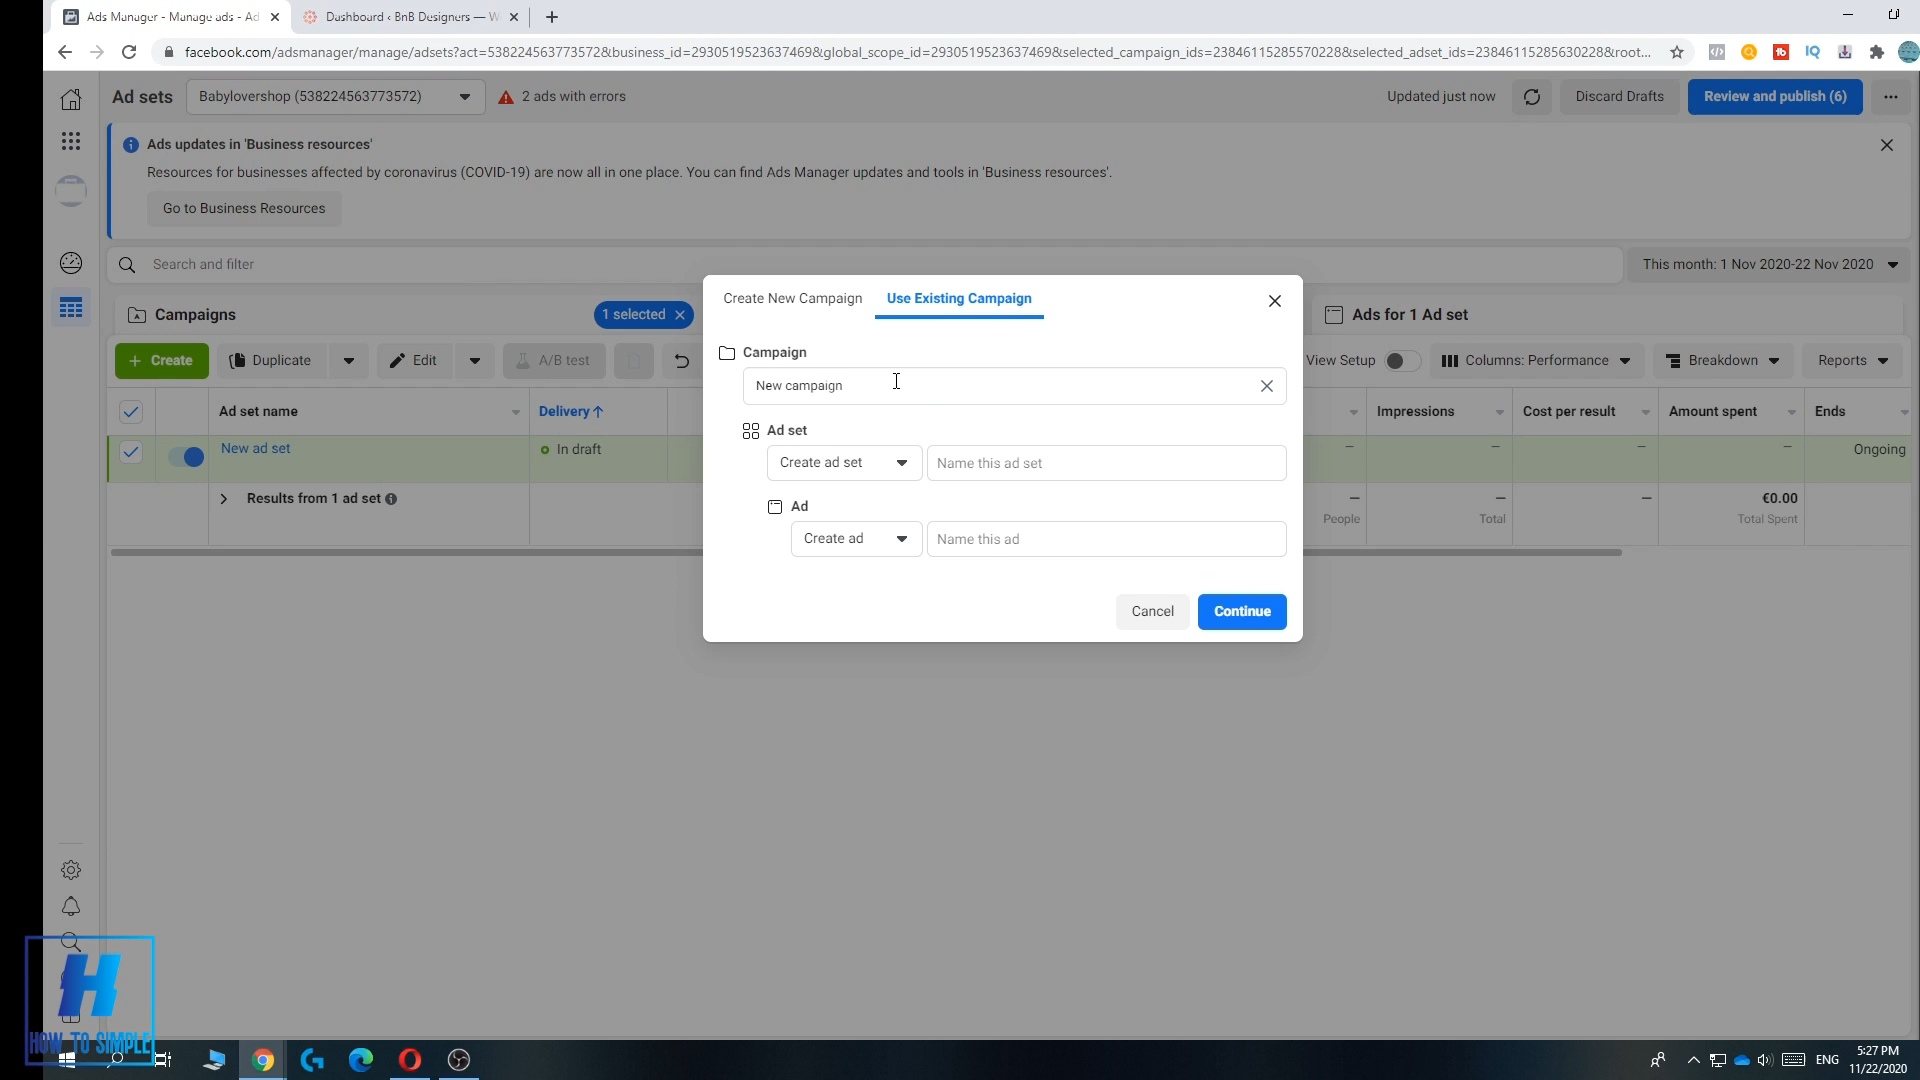 Ads Manager - Manage ads - Ad
Dashboard ‹ BnB Designers — W
facebook.com/adsmanager/manage/adsets?act=538224563773572&business_id=2930519523637469&global_scope_id=2930519523637469&selected_campaign_ids=23846115285570228&selected_adset_ids=23846115285630228&root...
Ad sets
Babylovershop (538224563773572)
2 ads with errors
Updated just now
Discard Drafts
Review and publish (6)
Ads updates in 'Business resources'
Resources for businesses affected by coronavirus (COVID-19) are now all in one place. You can find Ads Manager updates and tools in 'Business resources'.
Go to Business Resources
Search and filter
This month: 1 Nov 2020-22 Nov 2020
Create New Campaign
Use Existing Campaign
Campaigns
1 selected
Ads for 1 Ad set
Campaign
+ Create
Duplicate
Edit
A/B test
View Setup
Columns: Performance
Breakdown
Reports
New campaign
Ad set name
Delivery
Impressions
Cost per result
Amount spent
Ends
Ad set
New ad set
In draft
Create ad set
Name this ad set
Ongoing
Results from 1 ad set
Ad
€0.00
People
Total
Total Spent
Create ad
Name this ad
Cancel
Continue
H
HOW TO SIMPLE
ENG
5:27 PM
11/22/2020